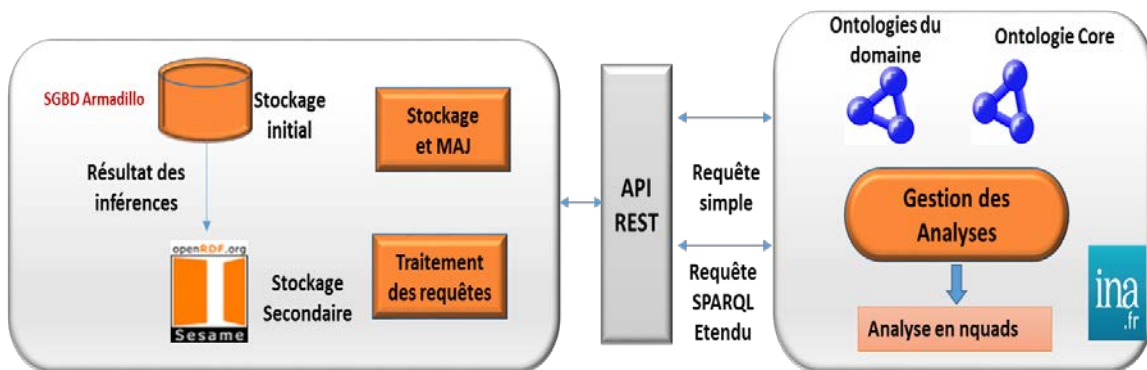 SGBD Armadillo
Stockage
initial
Résultat des
inférences
openRDF.org
Sesame
Stockage
Secondaire
Stockage
et MAJ
Traitement
des requêtes
API
REST
Requête
simple
Requête
SPARQL
Etendu
Ontologies du
domaine
Ontologie Core
Gestion des
Analyses
Analyse en nquads
ina
.fr